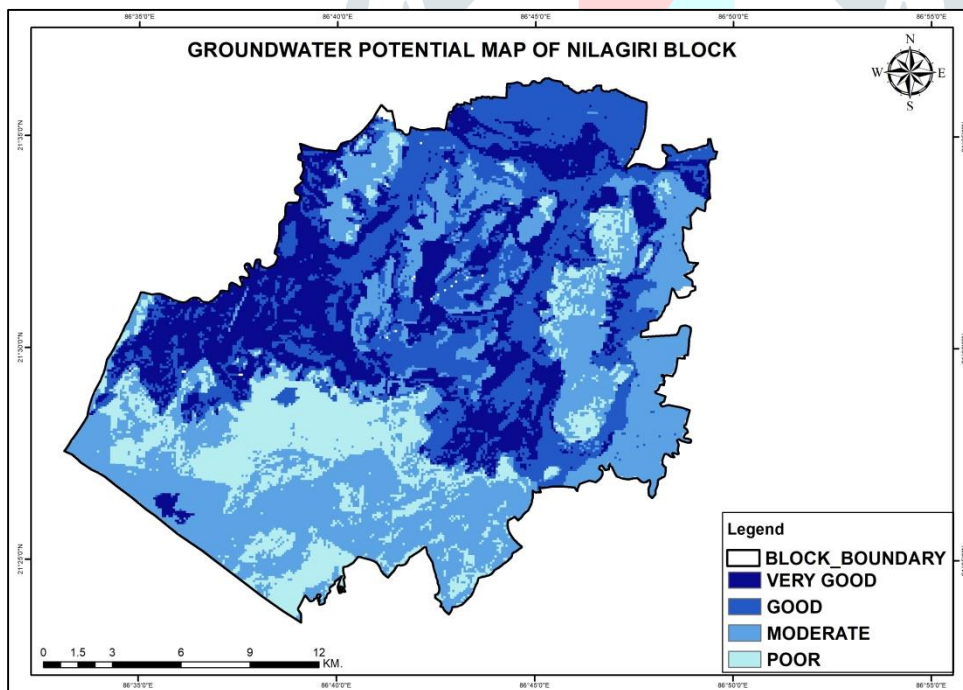 86°35'0"E 86°40'0"E 86°45'0"E 86°50'0"E 86°55'0"E
GROUNDWATER POTENTIAL MAP OF NILAGIRI BLOCK
N
W E
S
21°35'0"N
21°30'0"N
21°25'0"N
Legend
BLOCK_BOUNDARY
VERY GOOD
GOOD
MODERATE
POOR
0 1.5 3 6 9 12
KM.
86°35'0"E 86°40'0"E 86°45'0"E 86°50'0"E 86°55'0"E